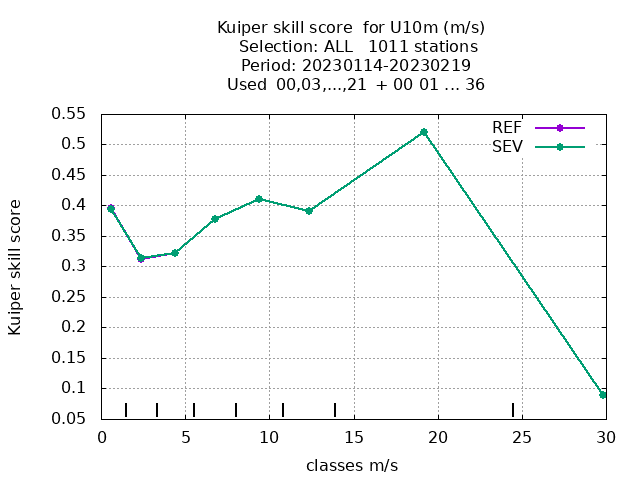 Kuiper skill score  for U10m (m/s)
Selection: ALL   1011 stations
Period: 20230114-20230219
Used  00,03,...,21  + 00 01 ... 36
REF
SEV
Kuiper skill score
0.55
0.5
0.45
0.4
0.35
0.3
0.25
0.2
0.15
0.1
0.05
0 5 10 15 20 25 30
classes m/s